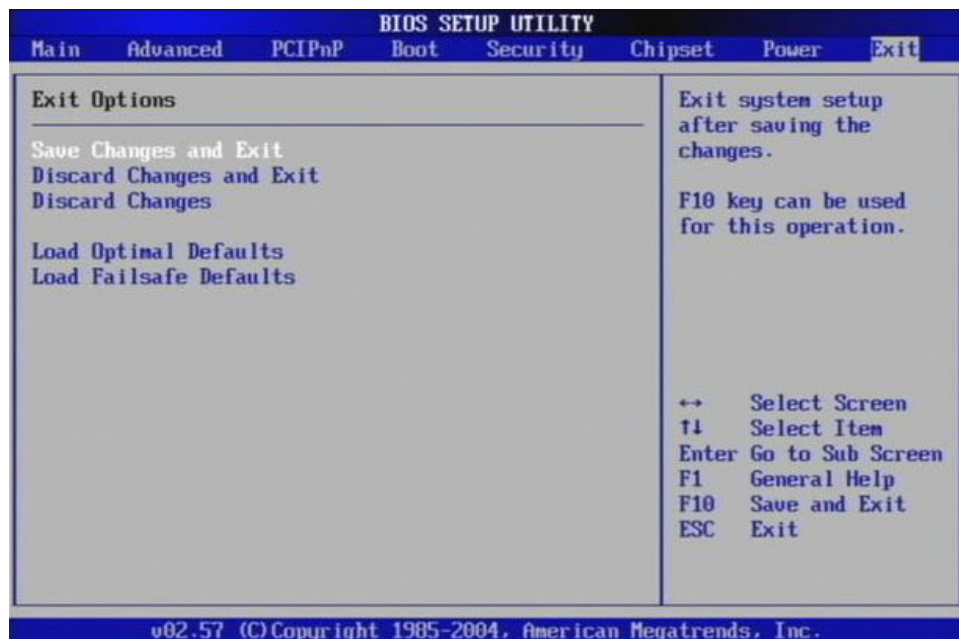 BIOS SETUP UTILITY
Main Advanced PCIPnP Boot Security Chipset Power Exit
Exit Options
Save Changes and Exit
Discard Changes and Exit
Discard Changes
Load Optimal Defaults
Load Failsafe Defaults
Exit system setup
after saving the
changes.
F10 key can be used
for this operation.
↔ Select Screen
↑↓ Select Item
Enter Go to Sub Screen
F1 General Help
F10 Save and Exit
ESC Exit
v02.57 (C)Copyright 1985-2004, American Megatrends, Inc.